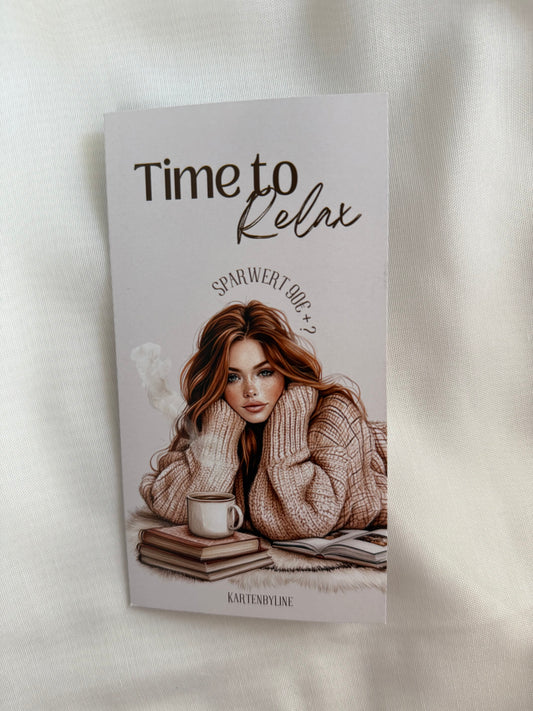 Time to
Relax
SPARWERT 90€ + ?
KARTENBYLINE